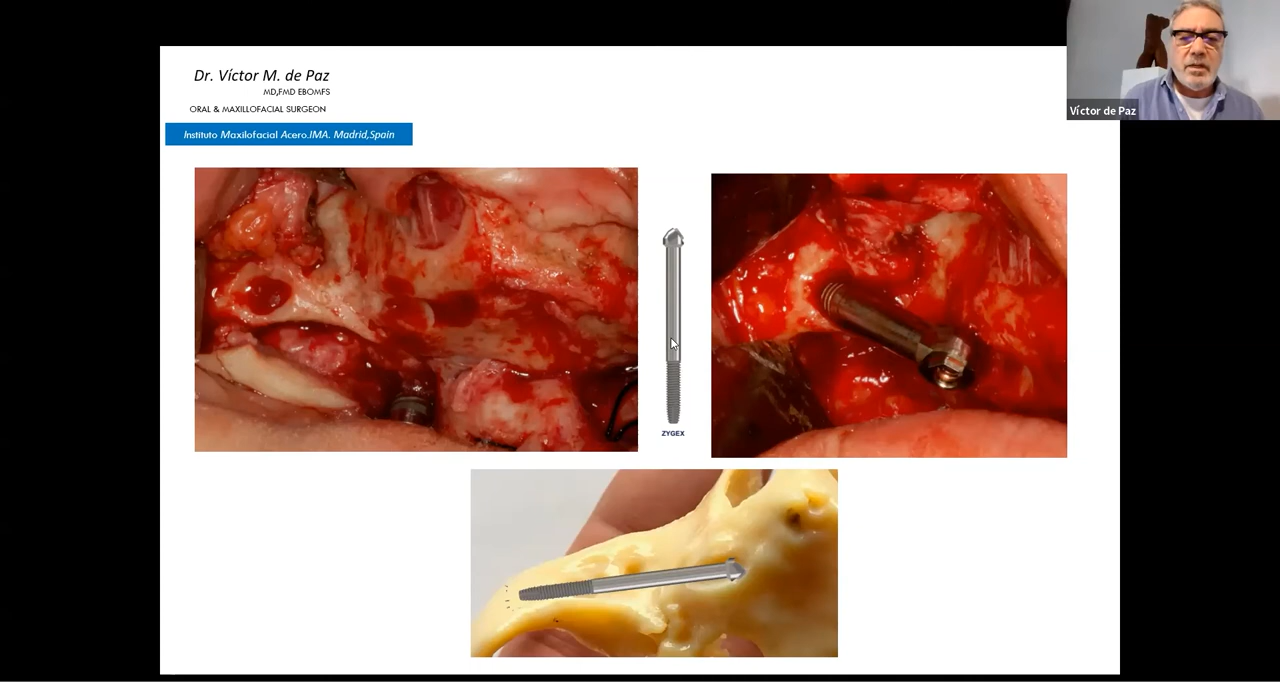 Dr. Víctor M. de Paz
MD,FMD EBOMFS
ORAL & MAXILLOFACIAL SURGEON
Instituto Maxilofacial Acero.IMA. Madrid,Spain
Víctor de Paz
ZYGEX